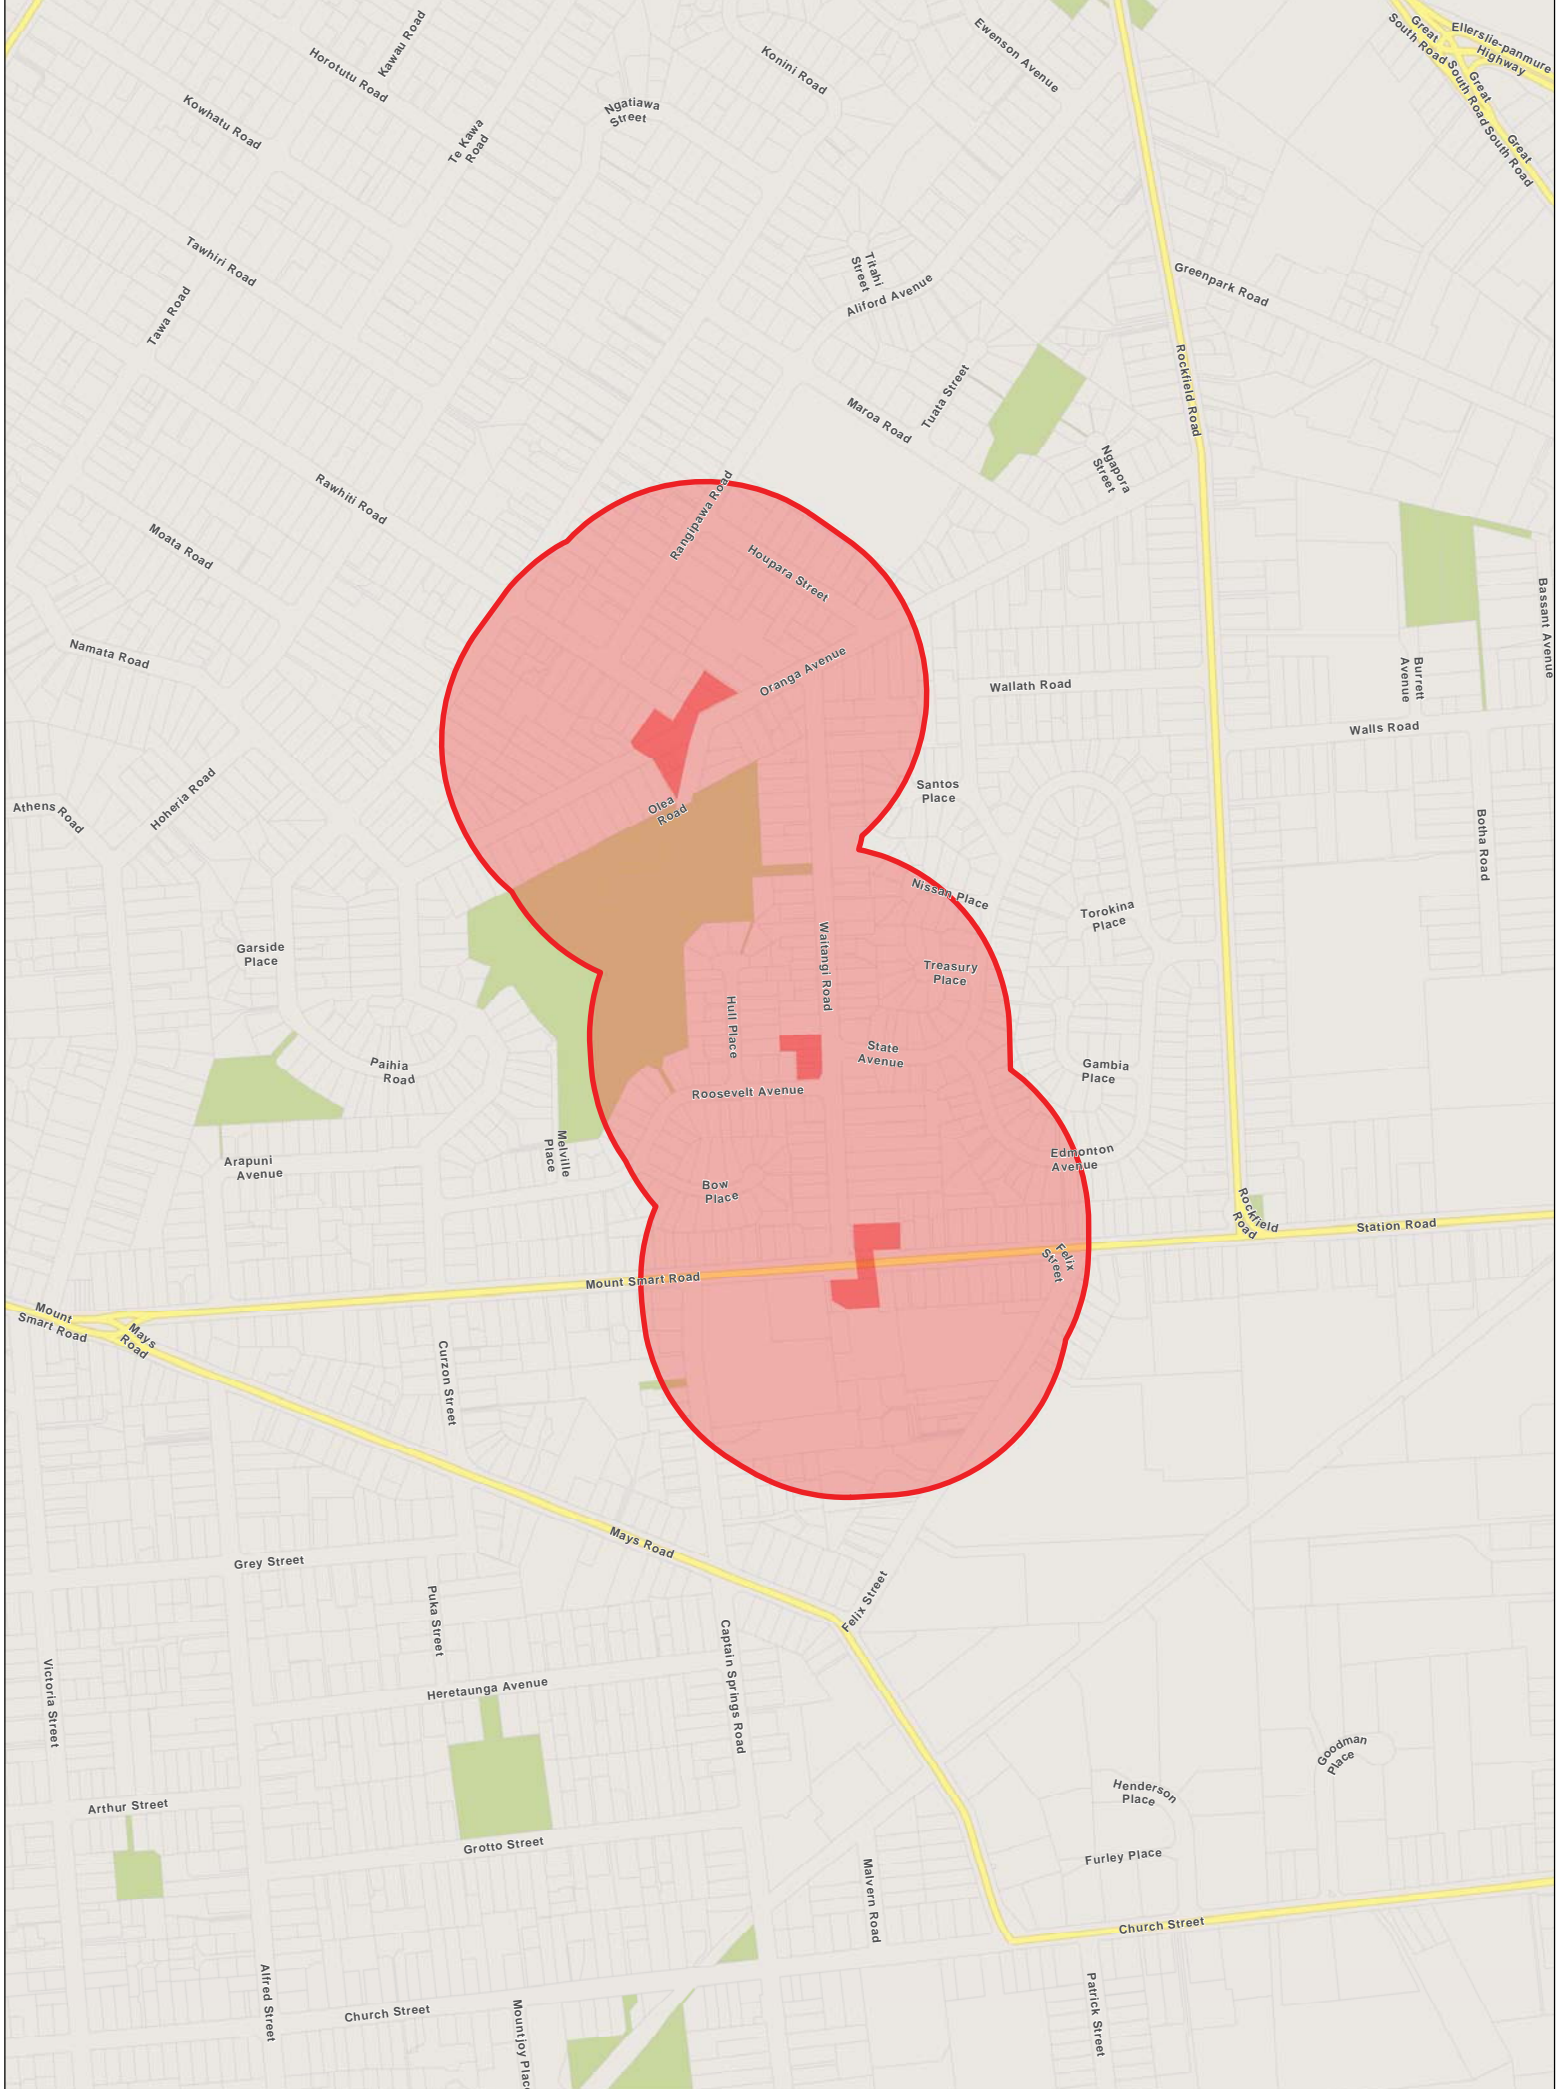 Kawau Road
Horotutu Road
Kowhatu Road
Te Kawa
Road
Ngatiawa
Street
Konini Road
Ewenson Avenue
Great
South Road
Ellerslie-panmure
Highway
Great
South Road
Great
South Road
Tawhiri Road
Tawa Road
Titahi
Street
Aliford Avenue
Greenpark Road
Rockfield Road
Maroa Road
Tuata Street
Ngapora
Street
Rawhiti Road
Moata Road
Rangipawa Road
Houpara Street
Oranga Avenue
Namata Road
Wallath Road
Burrett
Avenue
Bassant Avenue
Walls Road
Athens Road
Hoheria Road
Olea
Road
Santos
Place
Botha Road
Nissan Place
Torokina
Place
Garside
Place
Waitangi Road
Treasury
Place
Hull Place
State
Avenue
Paihia
Road
Gambia
Place
Roosevelt Avenue
Arapuni
Avenue
Melville
Place
Edmonton
Avenue
Bow
Place
Rockfield
Road
Station Road
Felix
Street
Mount Smart Road
Mount
Smart Road
Mays
Road
Curzon Street
Mays Road
Grey Street
Puka Street
Felix Street
Captain Springs Road
Victoria Street
Heretaunga Avenue
Goodman
Place
Henderson
Place
Arthur Street
Grotto Street
Furley Place
Malvern Road
Church Street
Alfred Street
Church Street
Mountjoy Place
Patrick Street